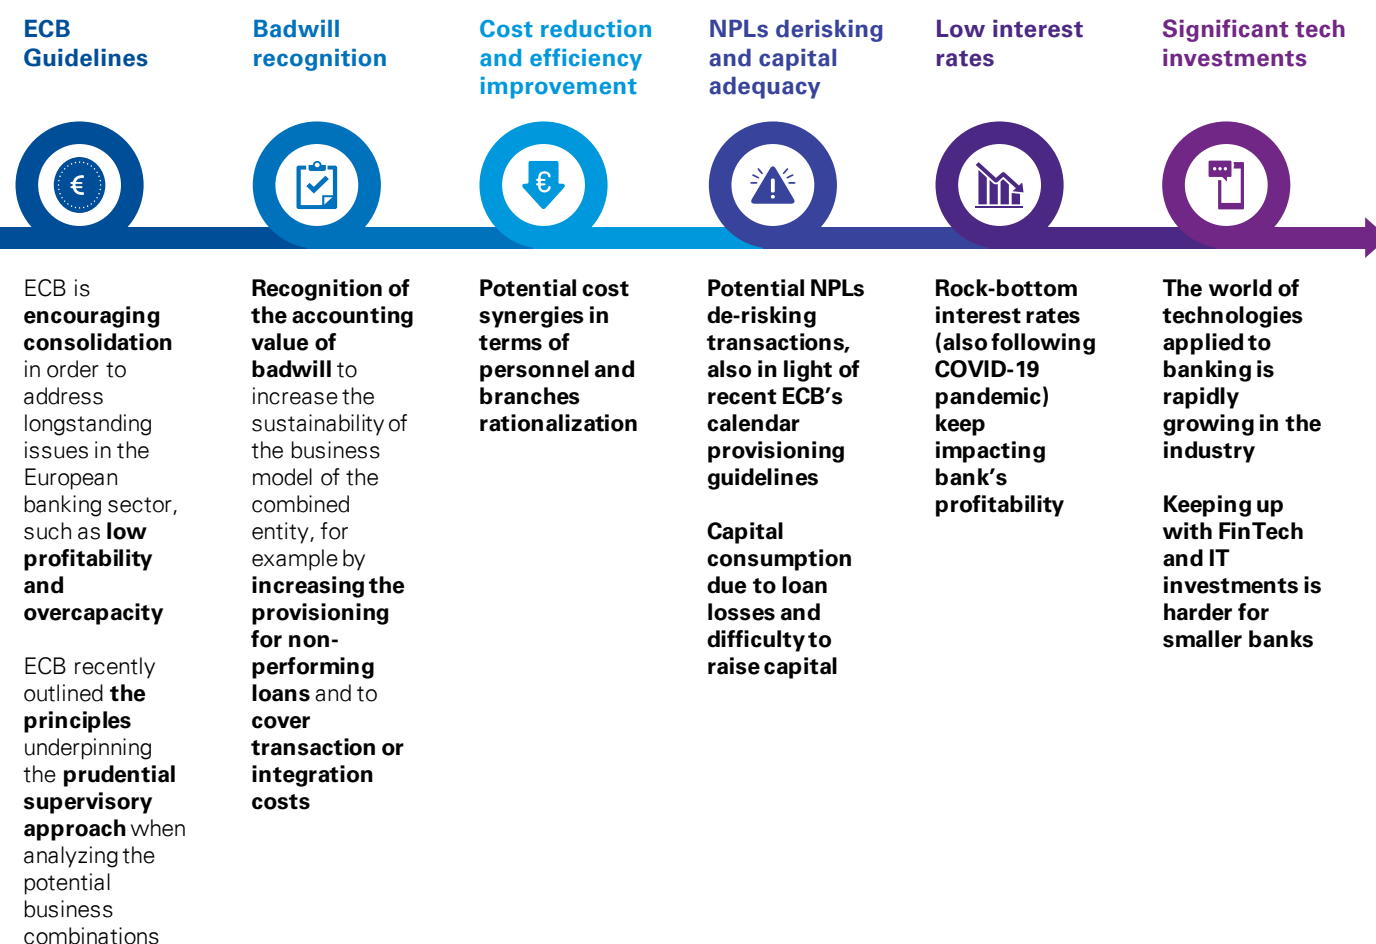 ECB
Guidelines
Badwill
recognition
Cost reduction
and efficiency
improvement
NPLs derisking
and capital
adequacy
Low interest
rates
Significant tech
investments
€
€
ECB is
encouraging
consolidation
in order to
address
longstanding
issues in the
European
banking sector,
such as low
profitability
and
overcapacity
ECB recently
outlined the
principles
underpinning
the prudential
supervisory
approach when
analyzing the
potential
business
combinations
Recognition of
the accounting
value of
badwill to
increase the
sustainability of
the business
model of the
combined
entity, for
example by
increasing the
provisioning
for non-
performing
loans and to
cover
transaction or
integration
costs
Potential cost
synergies in
terms of
personnel and
branches
rationalization
Potential NPLs
de-risking
transactions,
also in light of
recent ECB's
calendar
provisioning
guidelines
Capital
consumption
due to loan
losses and
difficulty to
raise capital
Rock-bottom
interest rates
(also following
COVID-19
pandemic)
keep
impacting
bank's
profitability
The world of
technologies
applied to
banking is
rapidly
growing in the
industry
Keeping up
with FinTech
and IT
investments is
harder for
smaller banks